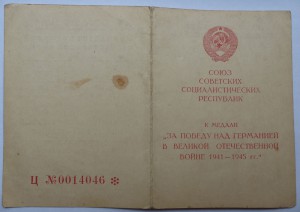 СОЮЗ
СОВЕТСКИХ
СОЦИАЛИСТИЧЕСКИХ
РЕСПУБЛИК
К МЕДАЛИ
„ЗА ПОБЕДУ НАД ГЕРМАНИЕЙ
В ВЕЛИКОЙ ОТЕЧЕСТВЕННОЙ
ВОЙНЕ 1941—1945 гг.“
Ц №0014046